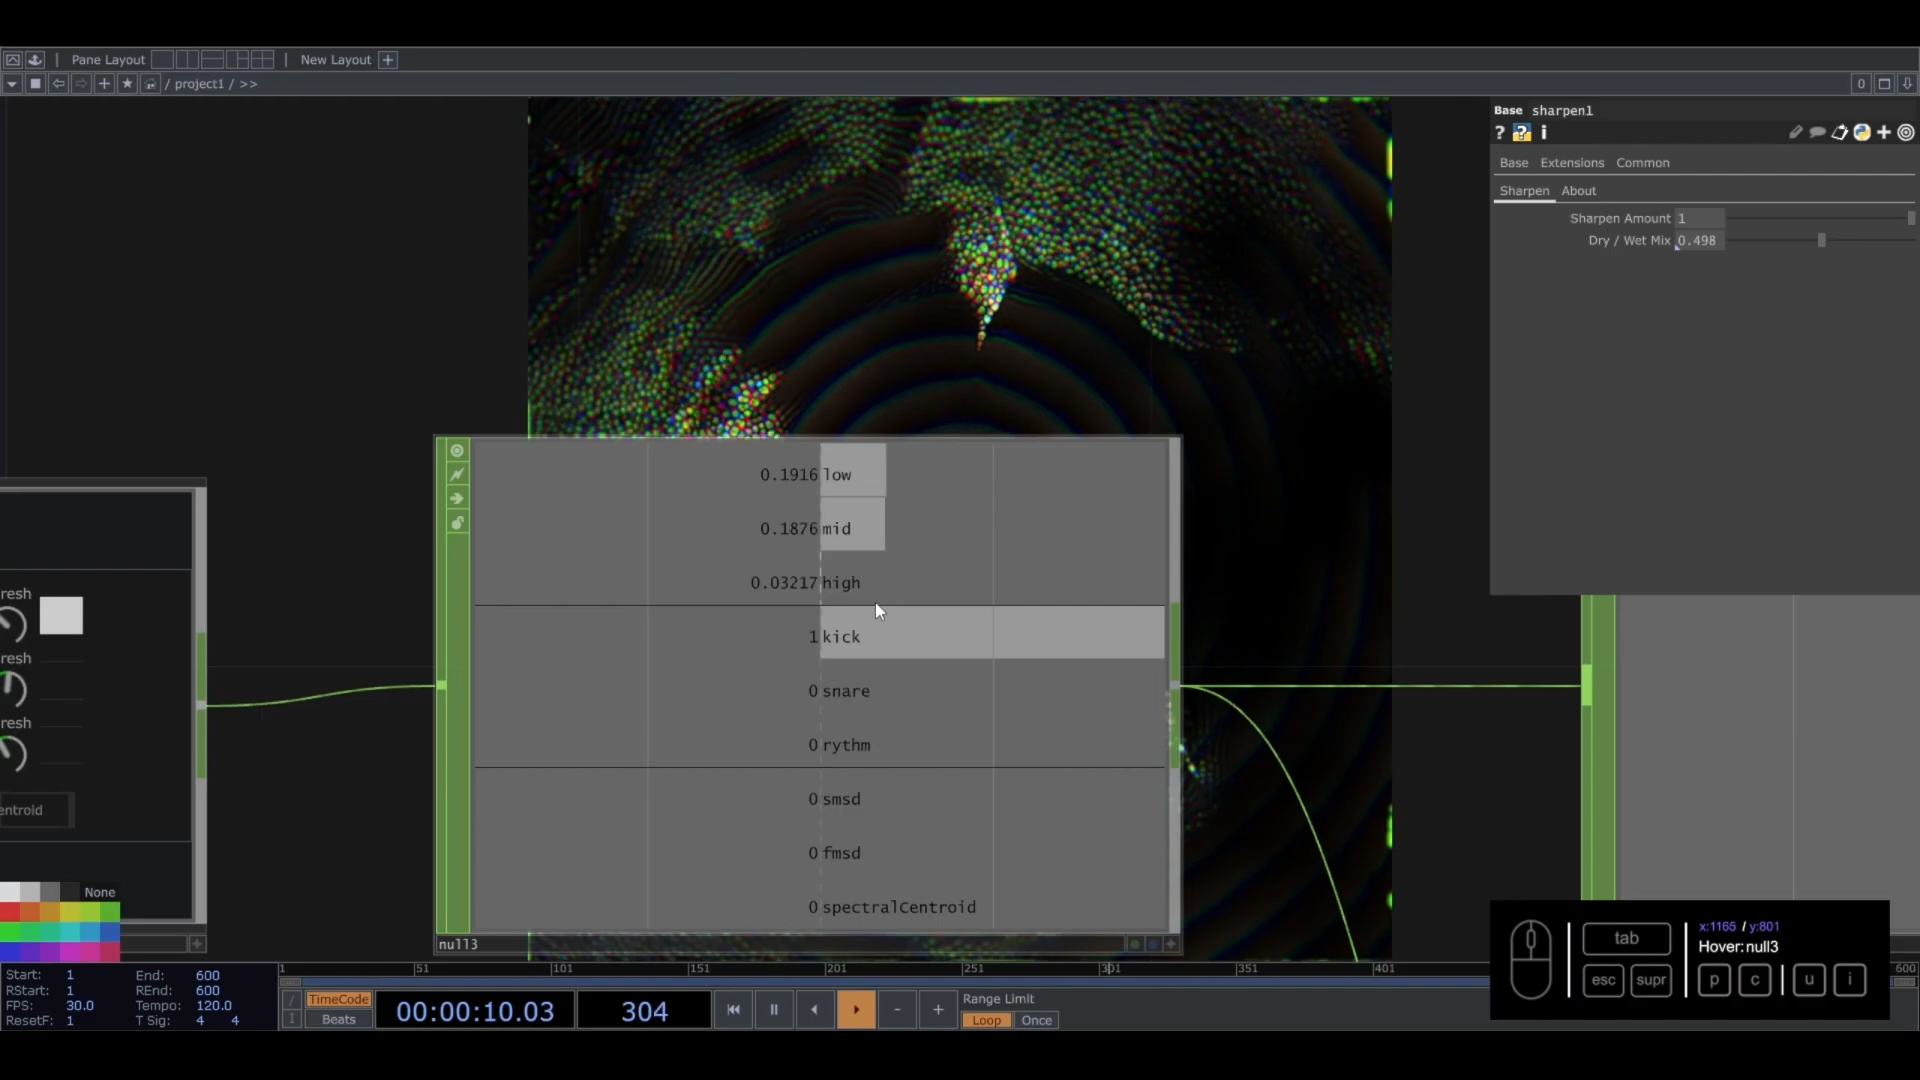 Pane Layout
New Layout
/ project1 / >>
0
Base sharpen1
Base Extensions Common
Sharpen About
Sharpen Amount 1
Dry / Wet Mix 0.498
0.1916 low
0.1876 mid
0.03217 high
1 kick
0 snare
0 rythm
0 smsd
0 fmsd
0 spectralCentroid
null3
resh
resh
resh
entroid
None
tab
esc supr
x:1165 / y:801
Hover: null3
p c u i
1 51 101 151 201 251 301 351 401 600
Start: 1 End: 600
RStart: 1 REnd: 600
FPS: 30.0 Tempo: 120.0
ResetF: 1 T Sig: 4 4
TimeCode
Beats
00:00:10.03
304
Range Limit
Loop Once